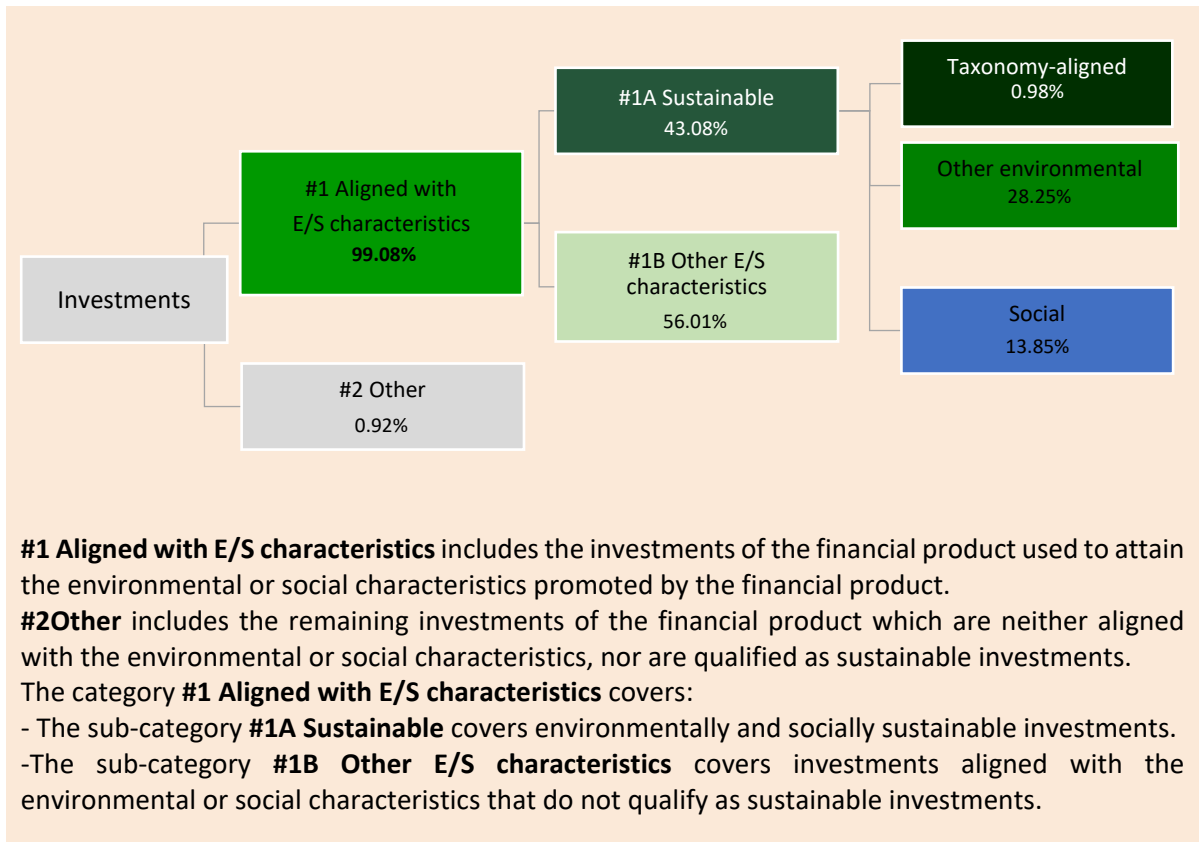 Investments
#1 Aligned with
E/S characteristics
99.08%
#2 Other
0.92%
#1A Sustainable
43.08%
#1B Other E/S
characteristics
56.01%
Taxonomy-aligned
0.98%
Other environmental
28.25%
Social
13.85%
#1 Aligned with E/S characteristics includes the investments of the financial product used to attain
the environmental or social characteristics promoted by the financial product.
#2Other includes the remaining investments of the financial product which are neither aligned
with the environmental or social characteristics, nor are qualified as sustainable investments.
The category #1 Aligned with E/S characteristics covers:
- The sub-category #1A Sustainable covers environmentally and socially sustainable investments.
-The sub-category #1B Other E/S characteristics covers investments aligned with the
environmental or social characteristics that do not qualify as sustainable investments.